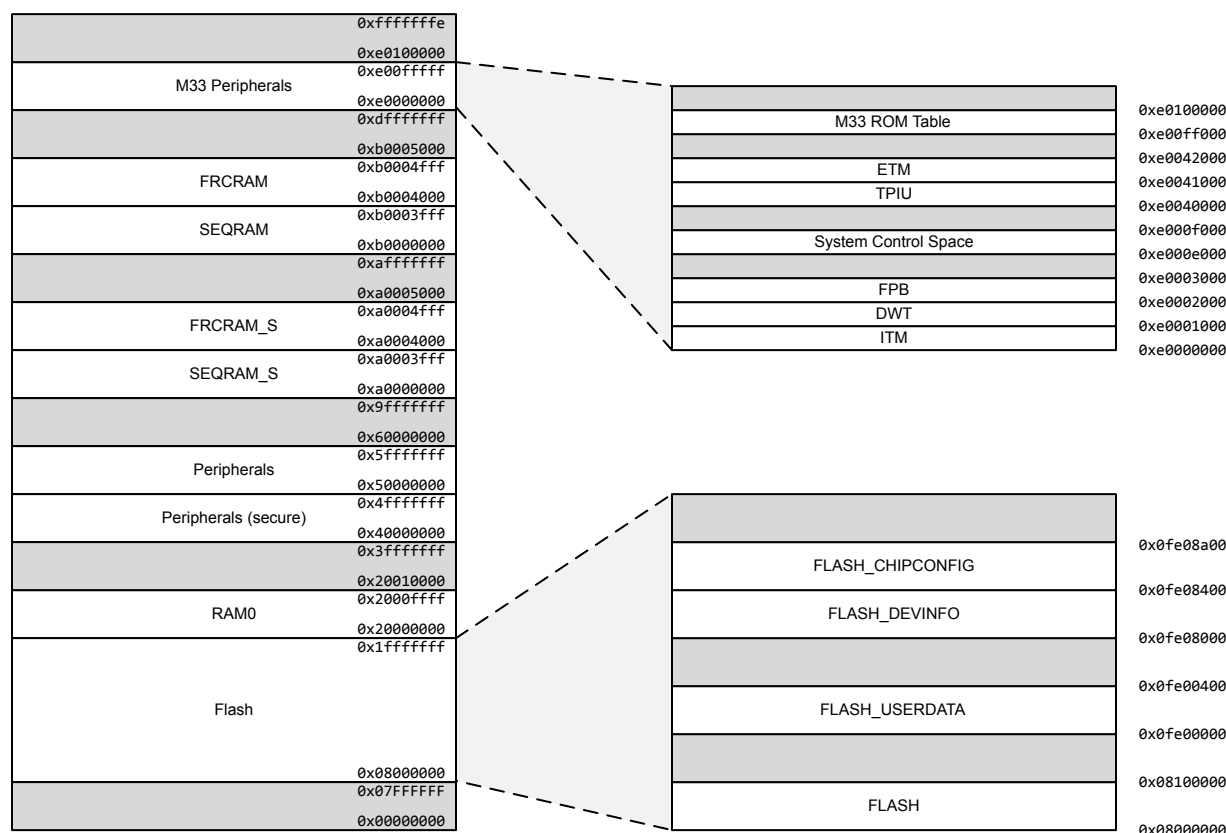 0xfffffffe
0xe0100000
M33 Peripherals
0xe00fffff
0xe0000000
0xdfffffff
0xb0005000
FRCRAM
0xb0004fff
0xb0004000
SEQRAM
0xb0003fff
0xb0000000
0xafffffff
0xa0005000
FRCRAM_S
0xa0004fff
0xa0004000
SEQRAM_S
0xa0003fff
0xa0000000
0x9fffffff
0x60000000
Peripherals
0x5fffffff
0x50000000
Peripherals (secure)
0x4fffffff
0x40000000
0x3fffffff
0x20010000
RAM0
0x2000ffff
0x20000000
0x1fffffff
Flash
0x08000000
0x07FFFFFF
0x00000000
0xe0100000
M33 ROM Table
0xe00ff000
0xe0042000
ETM
0xe0041000
TPIU
0xe0040000
0xe000f000
System Control Space
0xe000e000
0xe0003000
FPB
0xe0002000
DWT
0xe0001000
ITM
0xe0000000
0x0fe08a00
FLASH_CHIPCONFIG
0x0fe08400
FLASH_DEVINFO
0x0fe08000
0x0fe00400
FLASH_USERDATA
0x0fe00000
0x08100000
FLASH
0x08000000